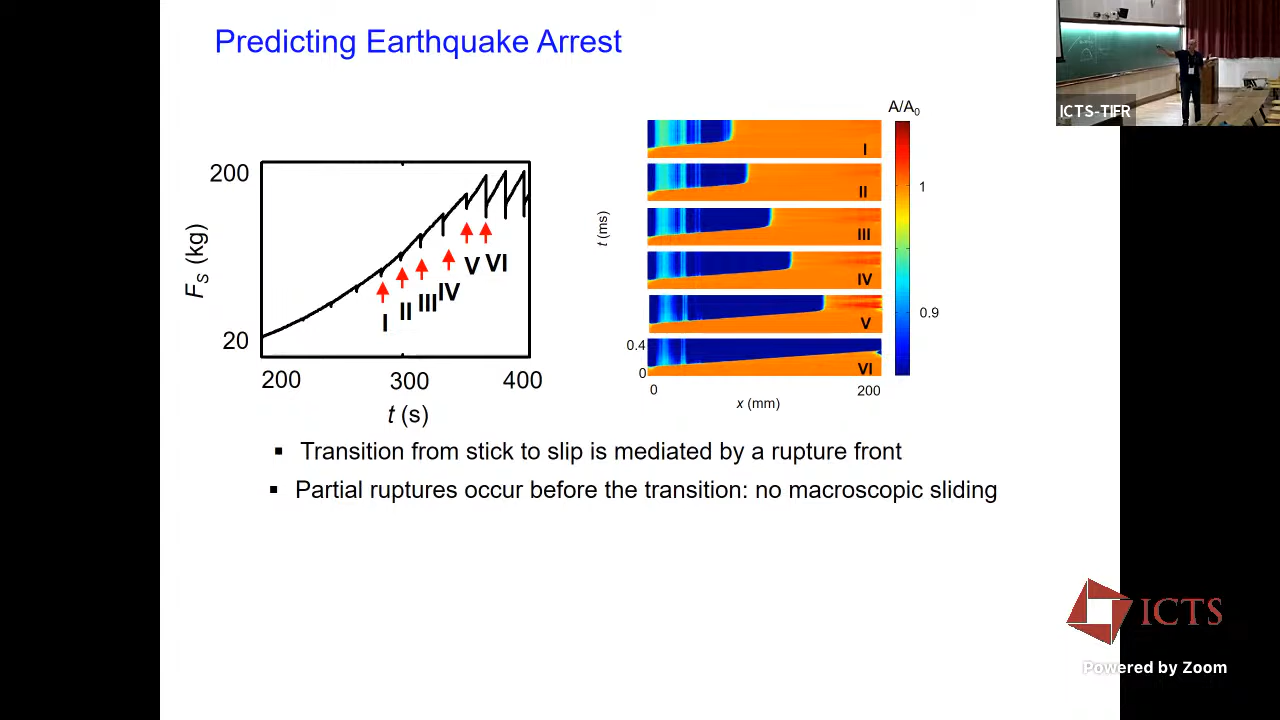 Predicting Earthquake Arrest
ICTS-TIFR
200
20
F_S (kg)
I
II
III
IV
V
VI
200
300
400
t (s)
A/A₀
1
0.9
I
II
III
IV
V
VI
t (ms)
0.4
0
0
200
x (mm)
▪ Transition from stick to slip is mediated by a rupture front
▪ Partial ruptures occur before the transition: no macroscopic sliding
ICTS
Powered by Zoom